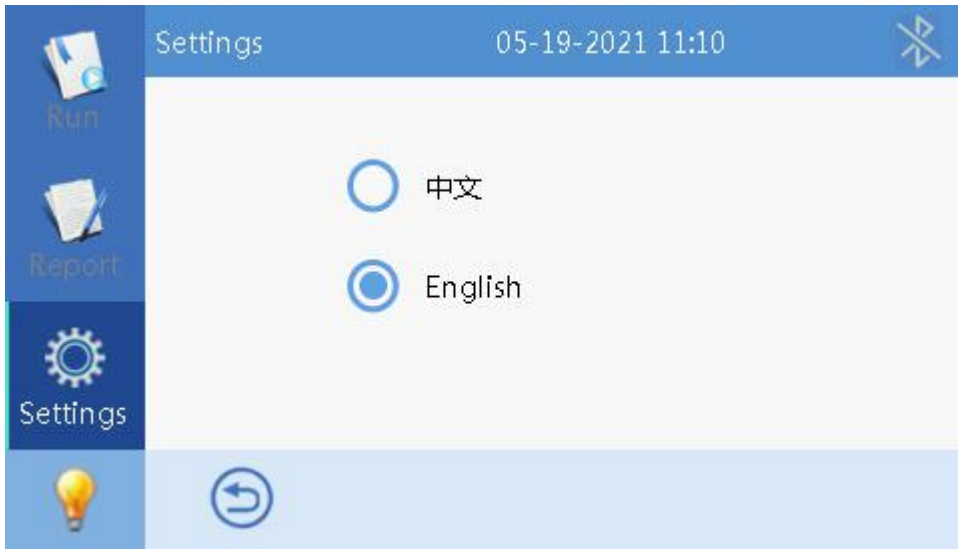 Settings 05-19-2021 11:10
Run
中文
Report
English
Settings